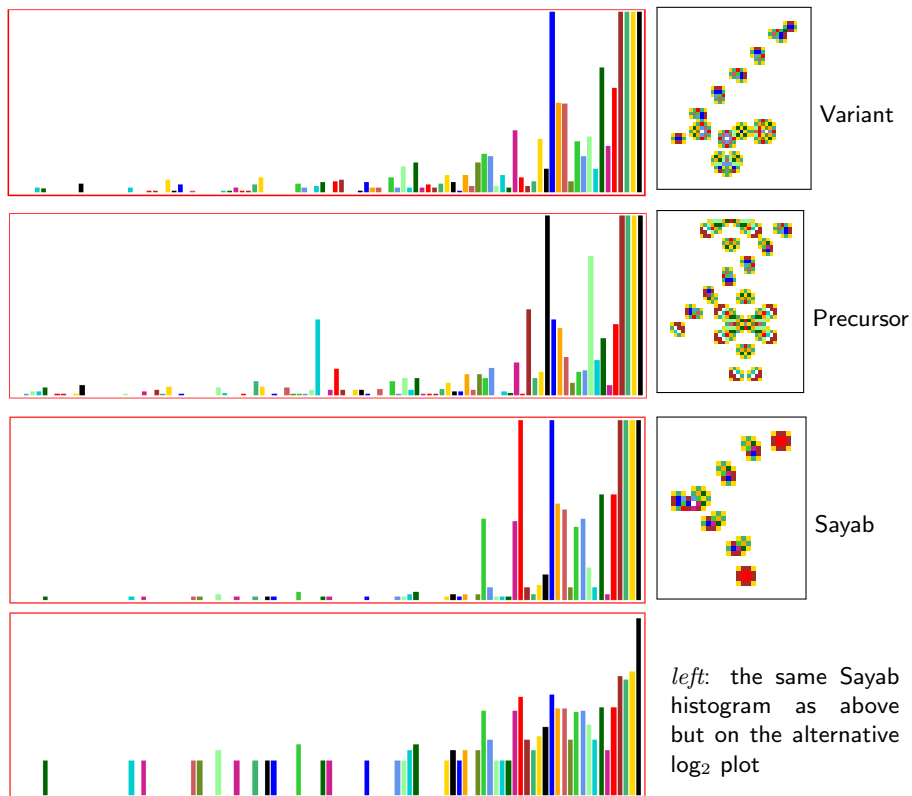 Variant
Precursor
Sayab
left: the same Sayab
histogram as above
but on the alternative
log₂ plot